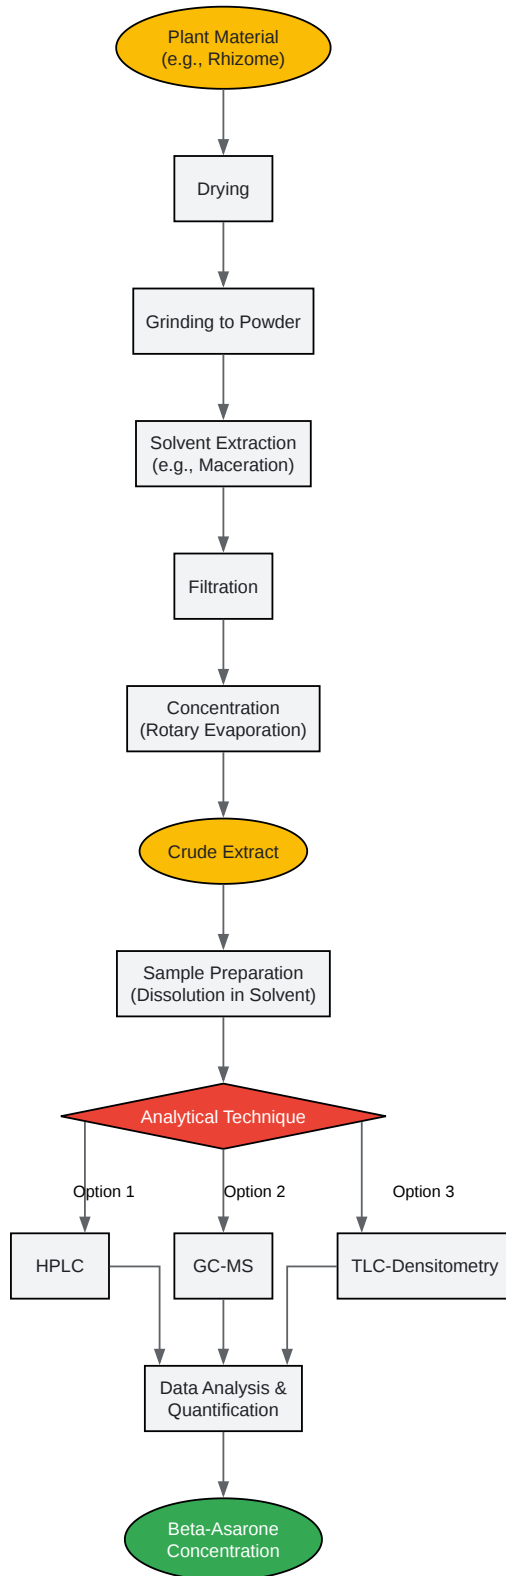 Plant Material
(e.g., Rhizome)
Drying
Grinding to Powder
Solvent Extraction
(e.g., Maceration)
Filtration
Concentration
(Rotary Evaporation)
Crude Extract
Sample Preparation
(Dissolution in Solvent)
Analytical Technique
Option 1
Option 2
Option 3
HPLC
GC-MS
TLC-Densitometry
Data Analysis &
Quantification
Beta-Asarone
Concentration